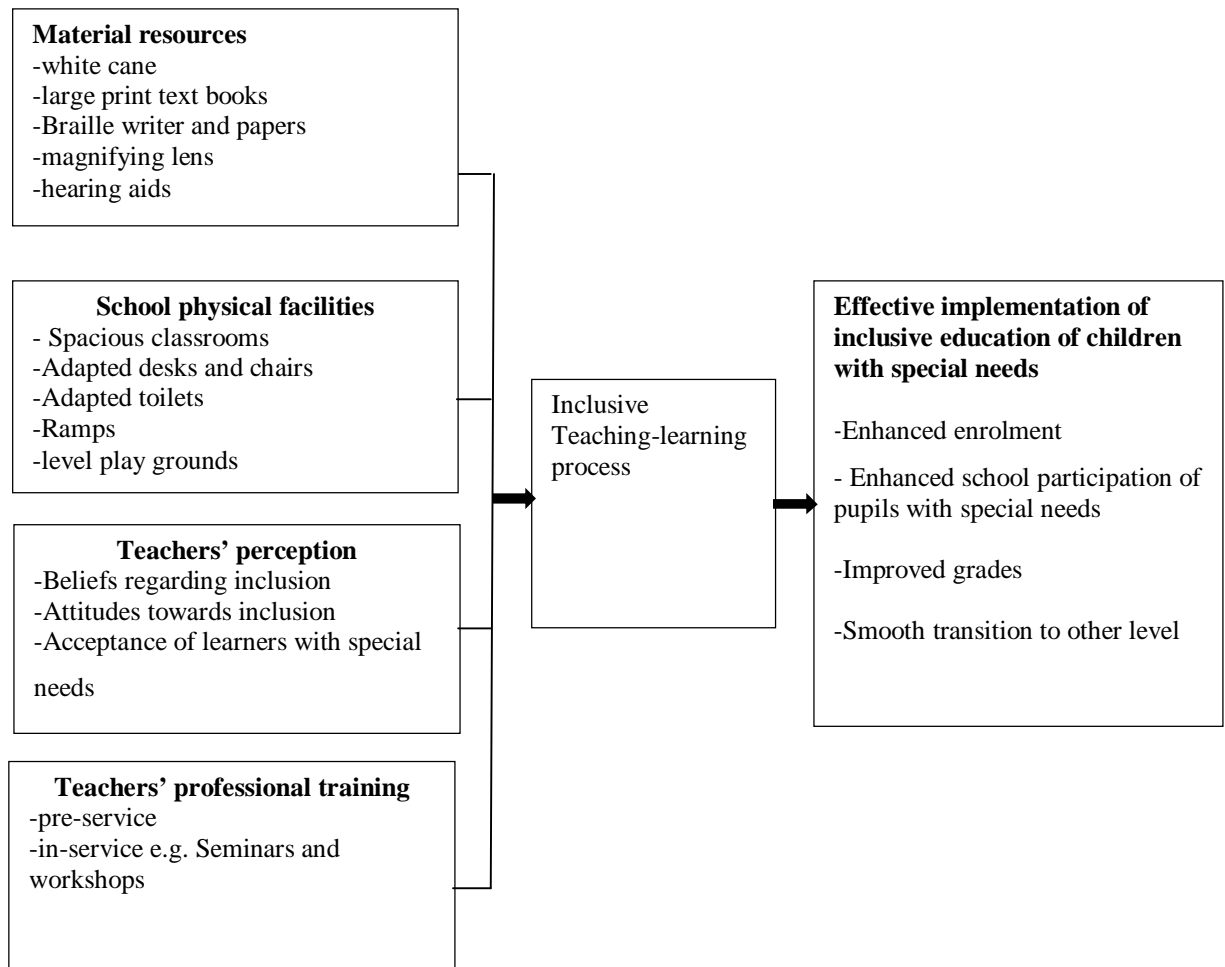 Material resources
-white cane
-large print text books
-Braille writer and papers
-magnifying lens
-hearing aids
School physical facilities
- Spacious classrooms
-Adapted desks and chairs
-Adapted toilets
-Ramps
-level play grounds
Teachers’ perception
-Beliefs regarding inclusion
-Attitudes towards inclusion
-Acceptance of learners with special
needs
Teachers’ professional training
-pre-service
-in-service e.g. Seminars and
workshops
Inclusive
Teaching-learning
process
Effective implementation of
inclusive education of children
with special needs
-Enhanced enrolment
- Enhanced school participation of
pupils with special needs
-Improved grades
-Smooth transition to other level